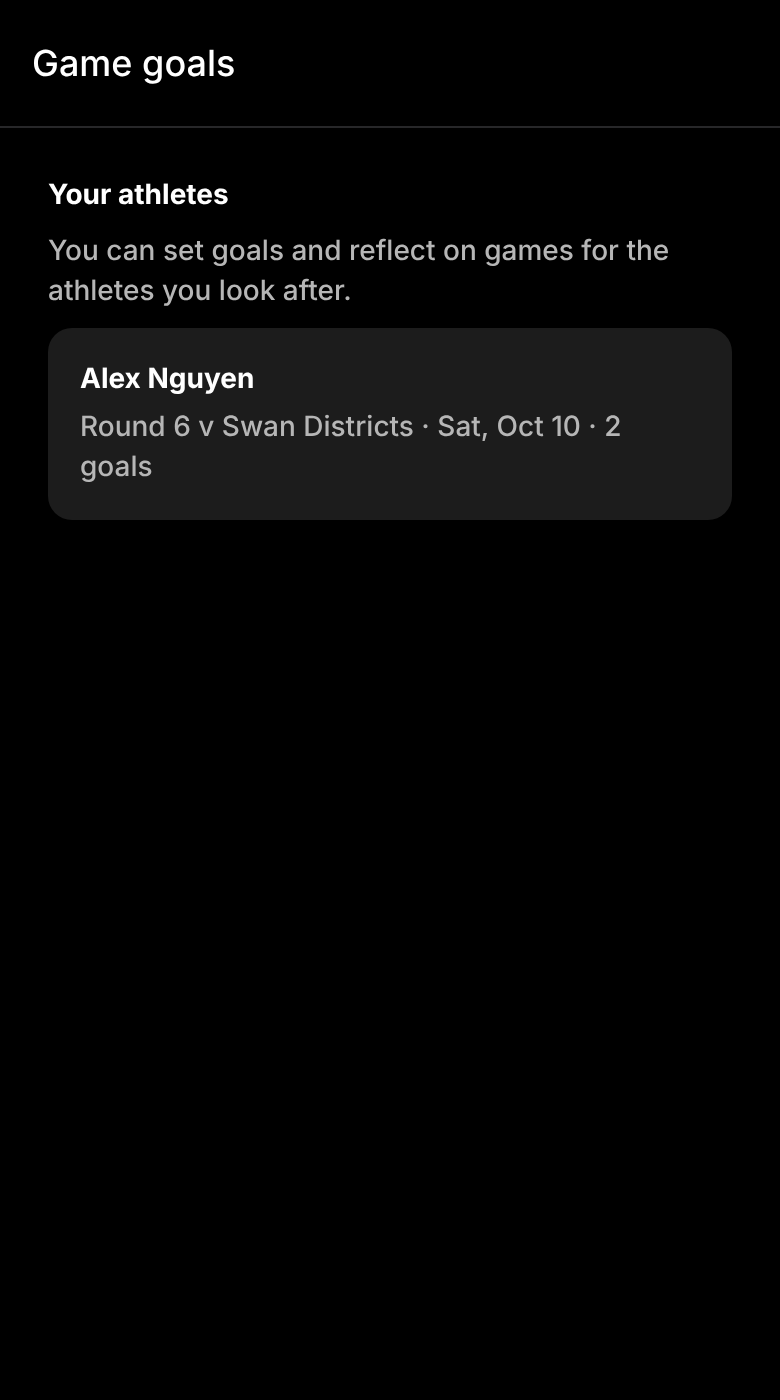 Game goals
Your athletes
You can set goals and reflect on games for the
athletes you look after.
Alex Nguyen
Round 6 v Swan Districts · Sat, Oct 10 · 2
goals